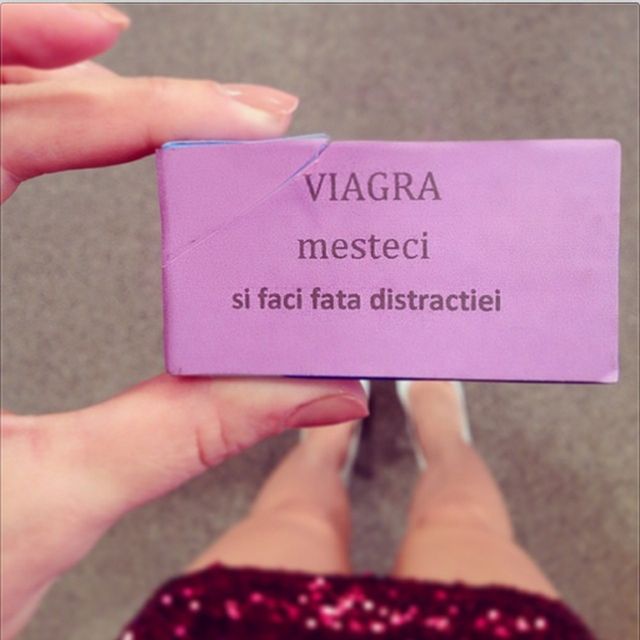 VIAGRA
mesteci
si faci fata distractiei